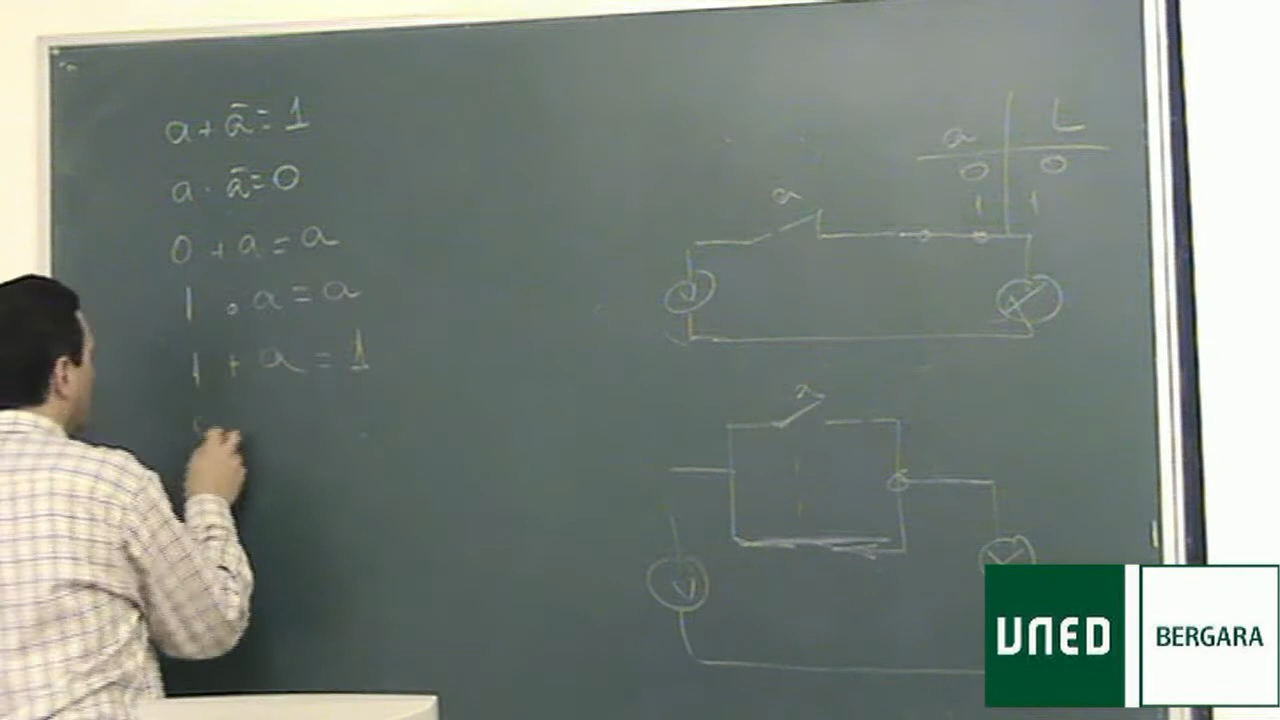 a + ā = 1
a · ā = 0
0 + a = a
1 · a = a
1 + a = 1
a L
0 0
1 1
a
V
a
V
UNED BERGARA